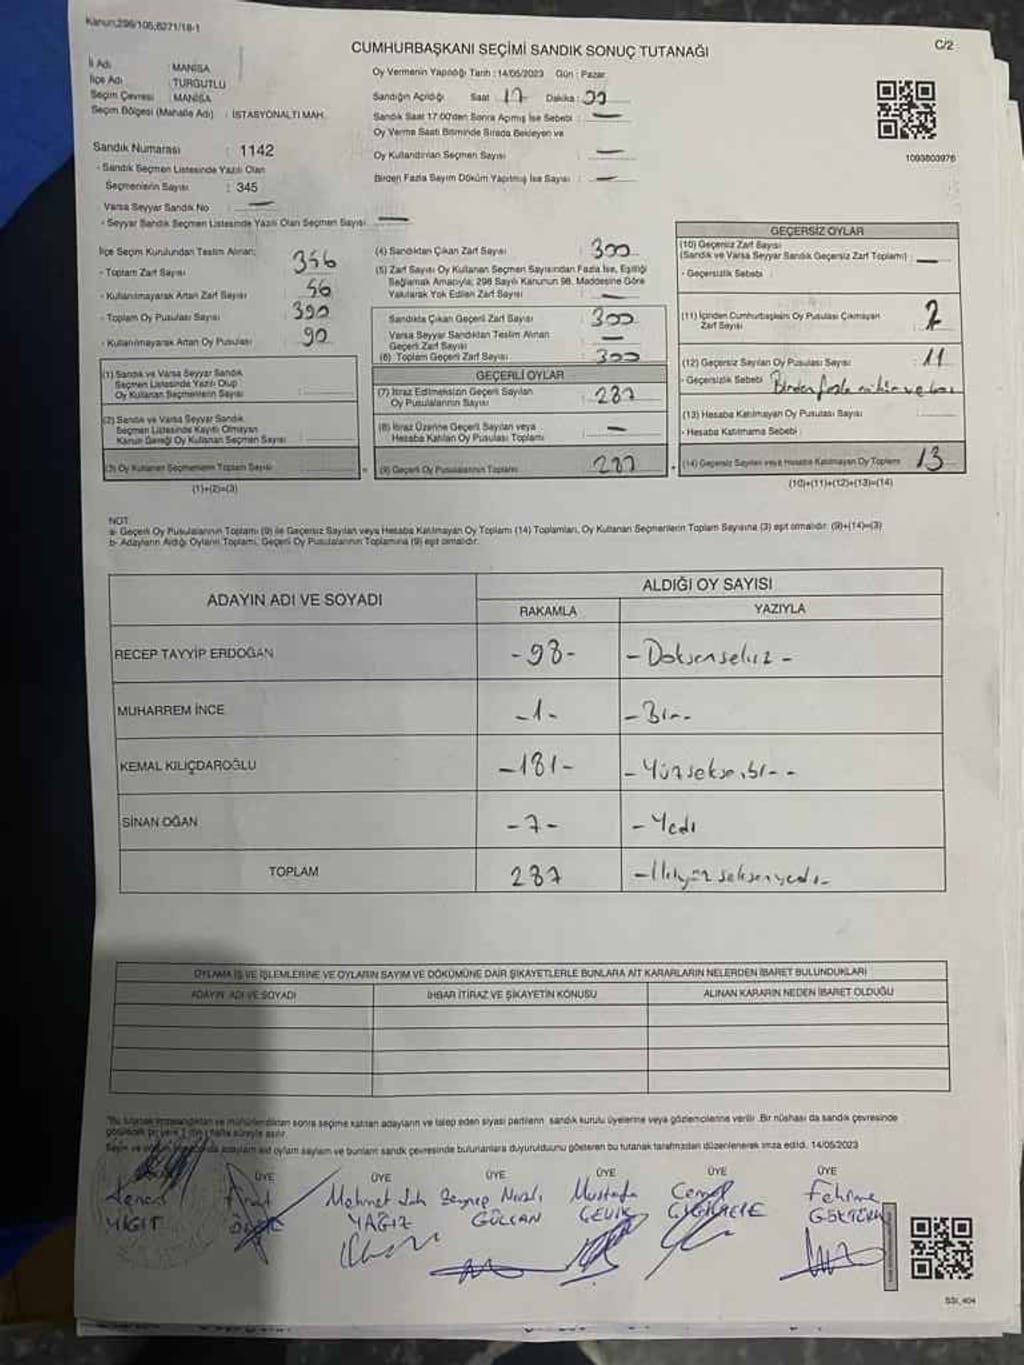 Kanun;298/105;6271/18-1
C/2
CUMHURBAŞKANI SEÇİMİ SANDIK SONUÇ TUTANAĞI
İl Adı : MANİSA
İlçe Adı : TURGUTLU
Seçim Çevresi : MANİSA
Seçim Bölgesi (Mahalle Adı) : İSTASYONALTI MAH.
Sandık Numarası : 1142
- Sandık Seçmen Listesinde Yazılı Olan
Seçmenlerin Sayısı : 345
Varsa Seyyar Sandık No : —
- Seyyar Sandık Seçmen Listesinde Yazılı Olan Seçmen Sayısı : —
Oy Vermenin Yapıldığı Tarih : 14/05/2023 Gün : Pazar
Sandığın Açıldığı Saat : 17 Dakika : 00
Sandık Saat 17:00'den Sonra Açılmış İse Sebebi : —
Oy Verme Saati Bitiminde Sırada Bekleyen ve
Oy Kullandırılan Seçmen Sayısı : —
Birden Fazla Sayım Döküm Yapılmış İse Sayısı : —
1093803976
İlçe Seçim Kurulundan Teslim Alınan;
- Toplam Zarf Sayısı : 356
- Kullanılmayarak Artan Zarf Sayısı : 56
- Toplam Oy Pusulası Sayısı : 390
- Kullanılmayarak Artan Oy Pusulası : 90
(1) Sandık ve Varsa Seyyar Sandık
Seçmen Listesinde Yazılı Olup
Oy Kullanan Seçmenlerin Sayısı :
(2) Sandık ve Varsa Seyyar Sandık
Seçmen Listesinde Kayıtlı Olmayan
Kanun Gereği Oy Kullanan Seçmen Sayısı :
(3) Oy Kullanan Seçmenlerin Toplam Sayısı :
(1)+(2)=(3)
(4) Sandıktan Çıkan Zarf Sayısı : 300
(5) Zarf Sayısı Oy Kullanan Seçmen Sayısından Fazla İse, Eşitliği
Sağlamak Amacıyla; 298 Sayılı Kanunun 98. Maddesine Göre
Yakılarak Yok Edilen Zarf Sayısı : —
Sandıkta Çıkan Geçerli Zarf Sayısı : 300
Varsa Seyyar Sandıktan Teslim Alınan
Geçerli Zarf Sayısı : —
(6) Toplam Geçerli Zarf Sayısı : 300
GEÇERLİ OYLAR
(7) İtiraz Edilmeksizin Geçerli Sayılan
Oy Pusulalarının Sayısı : 287
(8) İtiraz Üzerine Geçerli Sayılan veya
Hesaba Katılan Oy Pusulası Toplamı : —
(9) Geçerli Oy Pusulalarının Toplamı : 287
GEÇERSİZ OYLAR
(10) Geçersiz Zarf Sayısı
(Sandık ve Varsa Seyyar Sandık Geçersiz Zarf Toplamı) : —
- Geçersizlik Sebebi :
(11) İçinden Cumhurbaşkanı Oy Pusulası Çıkmayan
Zarf Sayısı : 2
(12) Geçersiz Sayılan Oy Pusulası Sayısı : 11
- Geçersizlik Sebebi : Birden fazla mühür
(13) Hesaba Katılmayan Oy Pusulası Sayısı :
- Hesaba Katılmama Sebebi :
(14) Geçersiz Sayılan veya Hesaba Katılmayan Oy Toplamı : 13
(10)+(11)+(12)+(13)=(14)
NOT:
a- Geçerli Oy Pusulalarının Toplamı (9) ile Geçersiz Sayılan veya Hesaba Katılmayan Oy Toplamı (14) Toplamları, Oy Kullanan Seçmenlerin Toplam Sayısına (3) eşit olmalıdır. (9)+(14)=(3)
b- Adayların Aldığı Oyların Toplamı, Geçerli Oy Pusulalarının Toplamına (9) eşit olmalıdır.
ADAYIN ADI VE SOYADI
ALDIĞI OY SAYISI
RAKAMLA YAZIYLA
RECEP TAYYİP ERDOĞAN -98- -Doksansekiz-
MUHARREM İNCE -1- -Bir-
KEMAL KILIÇDAROĞLU -181- -Yüzseksenbir-
SİNAN OĞAN -7- -Yedi
TOPLAM 287 -İkiyüzseksenyedi-
OYLAMA İŞ VE İŞLEMLERİNE VE OYLARIN SAYIM VE DÖKÜMÜNE DAİR ŞİKAYETLERLE BUNLARA AİT KARARLARIN NELERDEN İBARET BULUNDUKLARI
ADAYIN ADI VE SOYADI İHBAR İTİRAZ VE ŞİKAYETİN KONUSU ALINAN KARARIN NEDEN İBARET OLDUĞU
*Bu tutanak imzalandıktan ve mühürlendikten sonra seçime katılan adayların ve talep eden siyasi partilerin sandık kurulu üyelerine veya gözlemcilerine verilir. Bir nüshası da sandık çevresinde
görülecek bir yere 1 (bir) hafta süreyle asılır.
adayların aldı oyların sayısını ve bunların sandık çevresinde bulunanlara duyurulduğunu gösteren bu tutanak tarafımızdan düzenlenerek imza edildi. 14/05/2023
ÜYE ÜYE ÜYE ÜYE ÜYE ÜYE
Kenan Mehmet Zeynep Mustafa Cemal Fehime
YİĞİT YAĞIZ GÜLCAN ÇEVİK GÖKTÜRK
SSİ_404